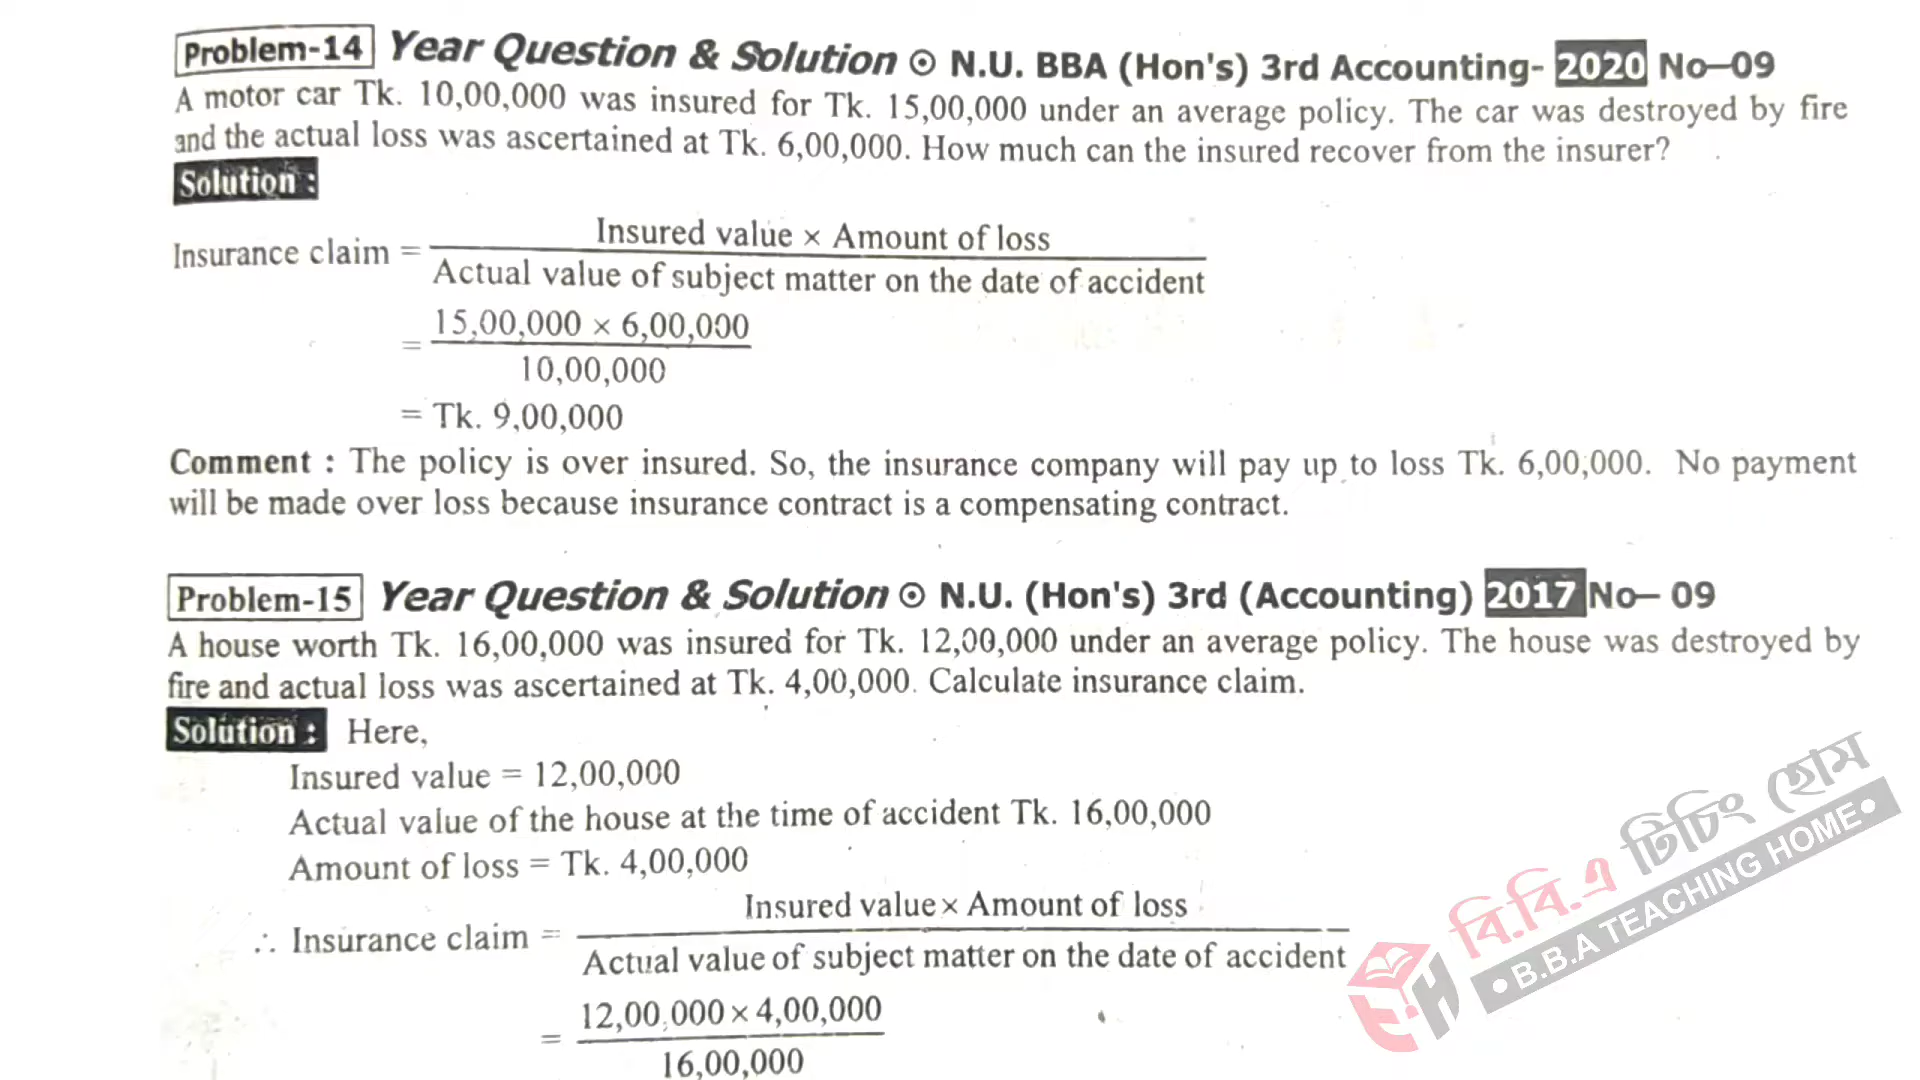 Problem-14 Year Question & Solution ⊙ N.U. BBA (Hon's) 3rd Accounting- 2020 No–09
A motor car Tk. 10,00,000 was insured for Tk. 15,00,000 under an average policy. The car was destroyed by fire
and the actual loss was ascertained at Tk. 6,00,000. How much can the insured recover from the insurer?
Solution :
Insured value × Amount of loss
Insurance claim =
Actual value of subject matter on the date of accident
15,00,000 × 6,00,000
=
10,00,000
= Tk. 9,00,000
Comment : The policy is over insured. So, the insurance company will pay up to loss Tk. 6,00,000. No payment
will be made over loss because insurance contract is a compensating contract.
Problem-15 Year Question & Solution ⊙ N.U. (Hon's) 3rd (Accounting) 2017 No– 09
A house worth Tk. 16,00,000 was insured for Tk. 12,00,000 under an average policy. The house was destroyed by
fire and actual loss was ascertained at Tk. 4,00,000. Calculate insurance claim.
Solution : Here,
Insured value = 12,00,000
Actual value of the house at the time of accident Tk. 16,00,000
Amount of loss = Tk. 4,00,000
Insured value × Amount of loss
∴ Insurance claim =
Actual value of subject matter on the date of accident
12,00,000 × 4,00,000
=
16,00,000
বি.বি.এ টিচিং হোম
•B.B.A TEACHING HOME•